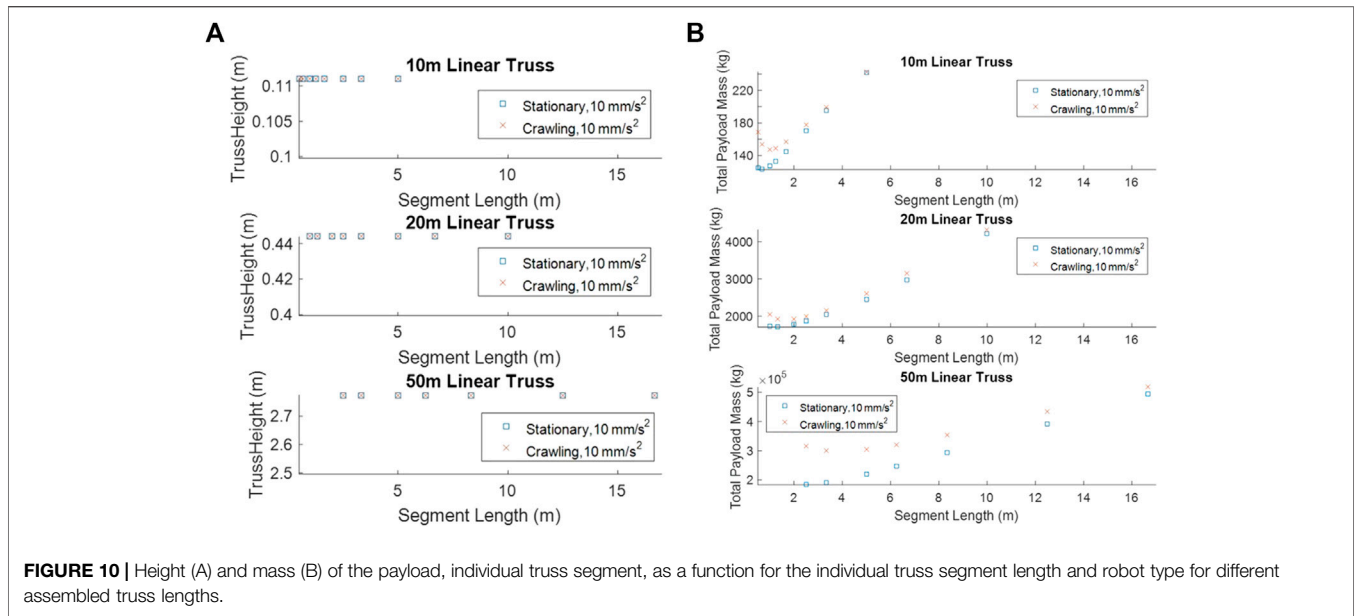 A
10m Linear Truss
TrussHeight (m)
0.11
0.105
0.1
Stationary,10 mm/s²
Crawling,10 mm/s²
5
10
15
Segment Length (m)
20m Linear Truss
TrussHeight (m)
0.44
0.42
0.4
Stationary,10 mm/s²
Crawling,10 mm/s²
5
10
15
Segment Length (m)
50m Linear Truss
TrussHeight (m)
2.7
2.6
2.5
Stationary,10 mm/s²
Crawling,10 mm/s²
5
10
15
Segment Length (m)
B
10m Linear Truss
Total Payload Mass (kg)
220
180
140
Stationary,10 mm/s²
Crawling,10 mm/s²
2 4 6 8 10 12 14 16
Segment Length (m)
20m Linear Truss
Total Payload Mass (kg)
4000
3000
2000
Stationary,10 mm/s²
Crawling,10 mm/s²
2 4 6 8 10 12 14 16
Segment Length (m)
× 10⁵
50m Linear Truss
Total Payload Mass (kg)
5
4
3
2
Stationary,10 mm/s²
Crawling,10 mm/s²
2 4 6 8 10 12 14 16
Segment Length (m)
FIGURE 10 | Height (A) and mass (B) of the payload, individual truss segment, as a function for the individual truss segment length and robot type for different
assembled truss lengths.